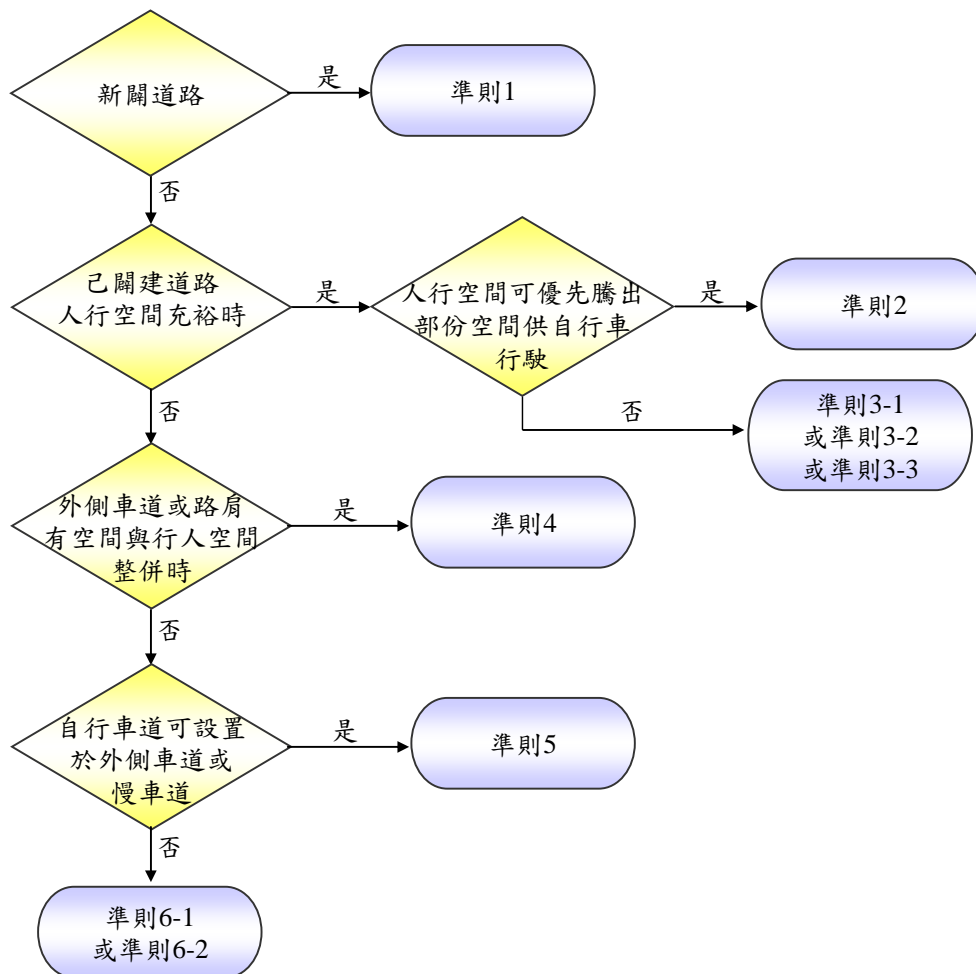 新闢道路
是
準則1
否
己闢建道路
人行空間充裕時
是
人行空間可優先騰出
部份空間供自行車
行駛
是
準則2
否
準則3-1
或準則3-2
或準則3-3
否
外側車道或路肩
有空間與行人空間
整併時
是
準則4
否
自行車道可設置
於外側車道或
慢車道
是
準則5
否
準則6-1
或準則6-2